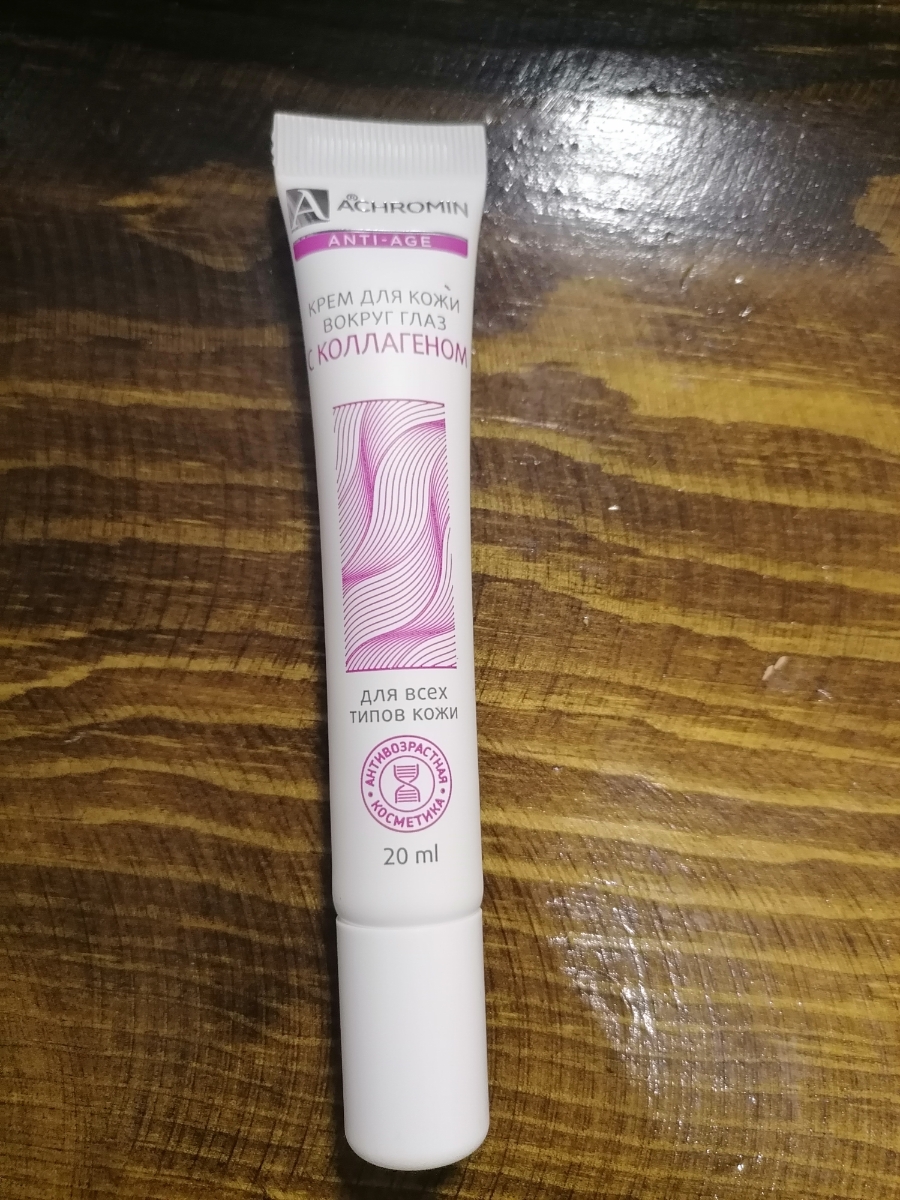 A ACHROMIN
ANTI-AGE
КРЕМ ДЛЯ КОЖИ
ВОКРУГ ГЛАЗ
С КОЛЛАГЕНОМ
для всех
типов кожи
АНТИВОЗРАСТНАЯ
• КОСМЕТИКА •
20 ml